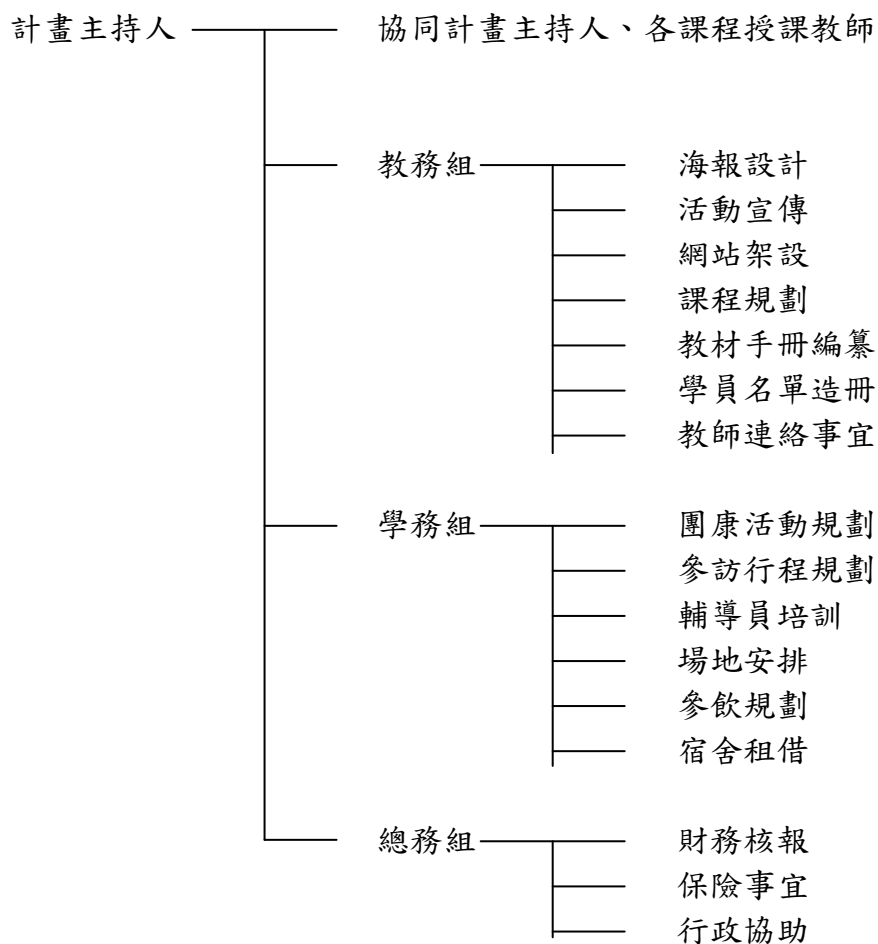 計畫主持人 協同計畫主持人、各課程授課教師
教務組 海報設計
活動宣傳
網站架設
課程規劃
教材手冊編纂
學員名單造冊
教師連絡事宜
學務組 團康活動規劃
參訪行程規劃
輔導員培訓
場地安排
參飲規劃
宿舍租借
總務組 財務核報
保險事宜
行政協助